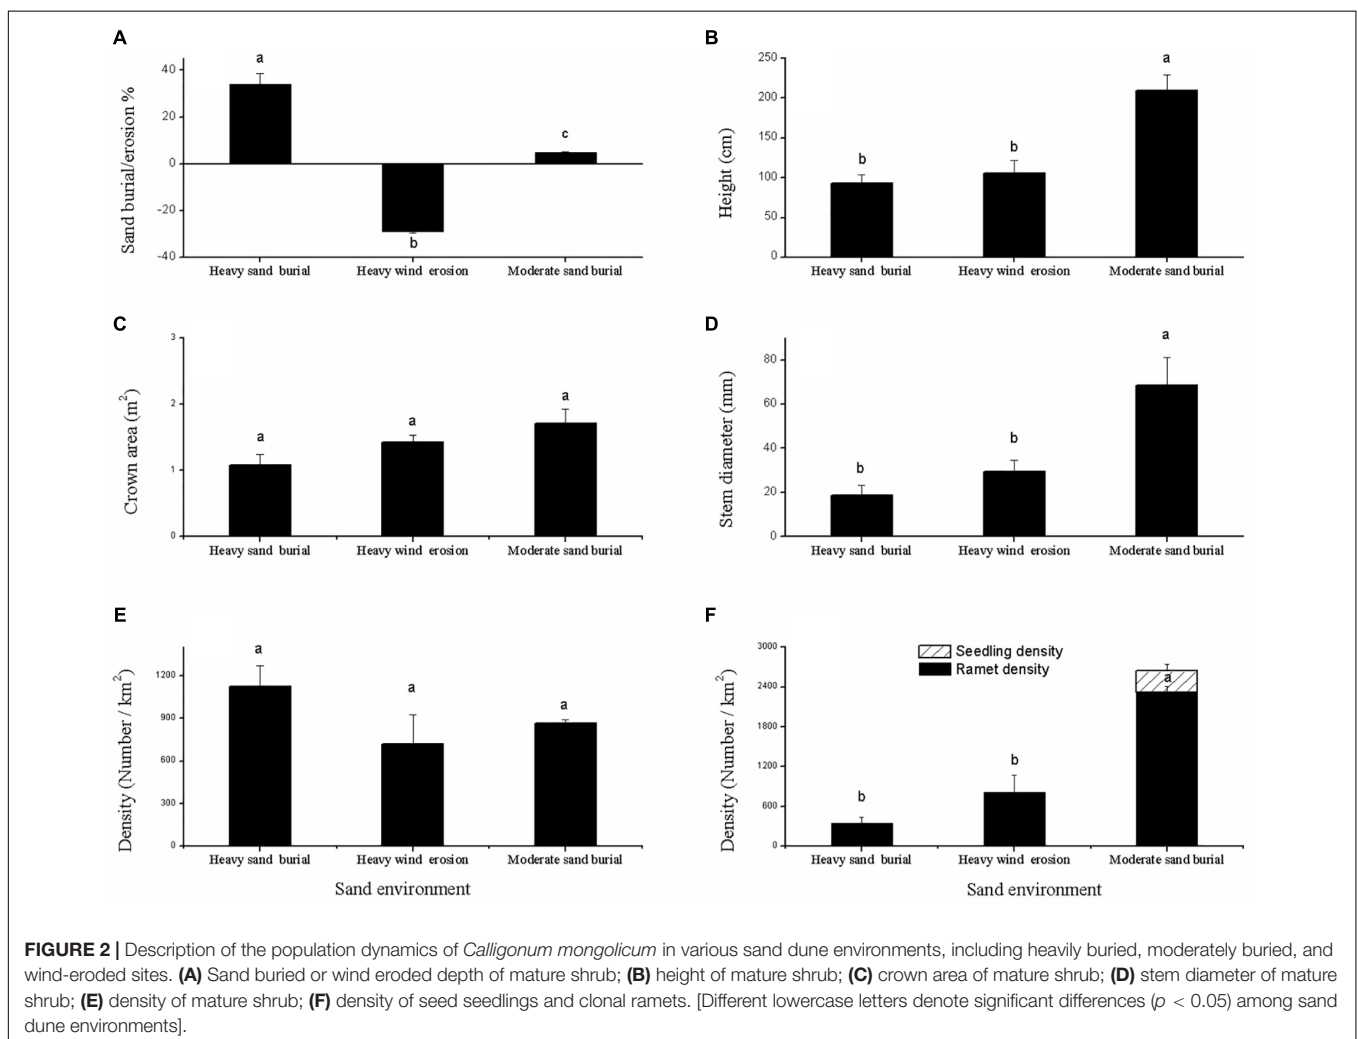 A
Sand burial/erosion %
40
20
0
-20
-40
a
b
c
Heavy sand burial
Heavy wind erosion
Moderate sand burial
B
Height (cm)
250
200
150
100
50
0
b
b
a
Heavy sand burial
Heavy wind erosion
Moderate sand burial
C
Crown area (m²)
3
2
1
0
a
a
a
Heavy sand burial
Heavy wind erosion
Moderate sand burial
D
Stem diameter (mm)
80
60
40
20
0
b
b
a
Heavy sand burial
Heavy wind erosion
Moderate sand burial
E
Density (Number / km²)
1200
900
600
300
0
a
a
a
Heavy sand burial
Heavy wind erosion
Moderate sand burial
Sand environment
F
Density (Number / km²)
3000
2400
1800
1200
600
0
Seedling density
Ramet density
b
b
a
Heavy sand burial
Heavy wind erosion
Moderate sand burial
Sand environment
FIGURE 2 | Description of the population dynamics of Calligonum mongolicum in various sand dune environments, including heavily buried, moderately buried, and
wind-eroded sites. (A) Sand buried or wind eroded depth of mature shrub; (B) height of mature shrub; (C) crown area of mature shrub; (D) stem diameter of mature
shrub; (E) density of mature shrub; (F) density of seed seedlings and clonal ramets. [Different lowercase letters denote significant differences (p < 0.05) among sand
dune environments].